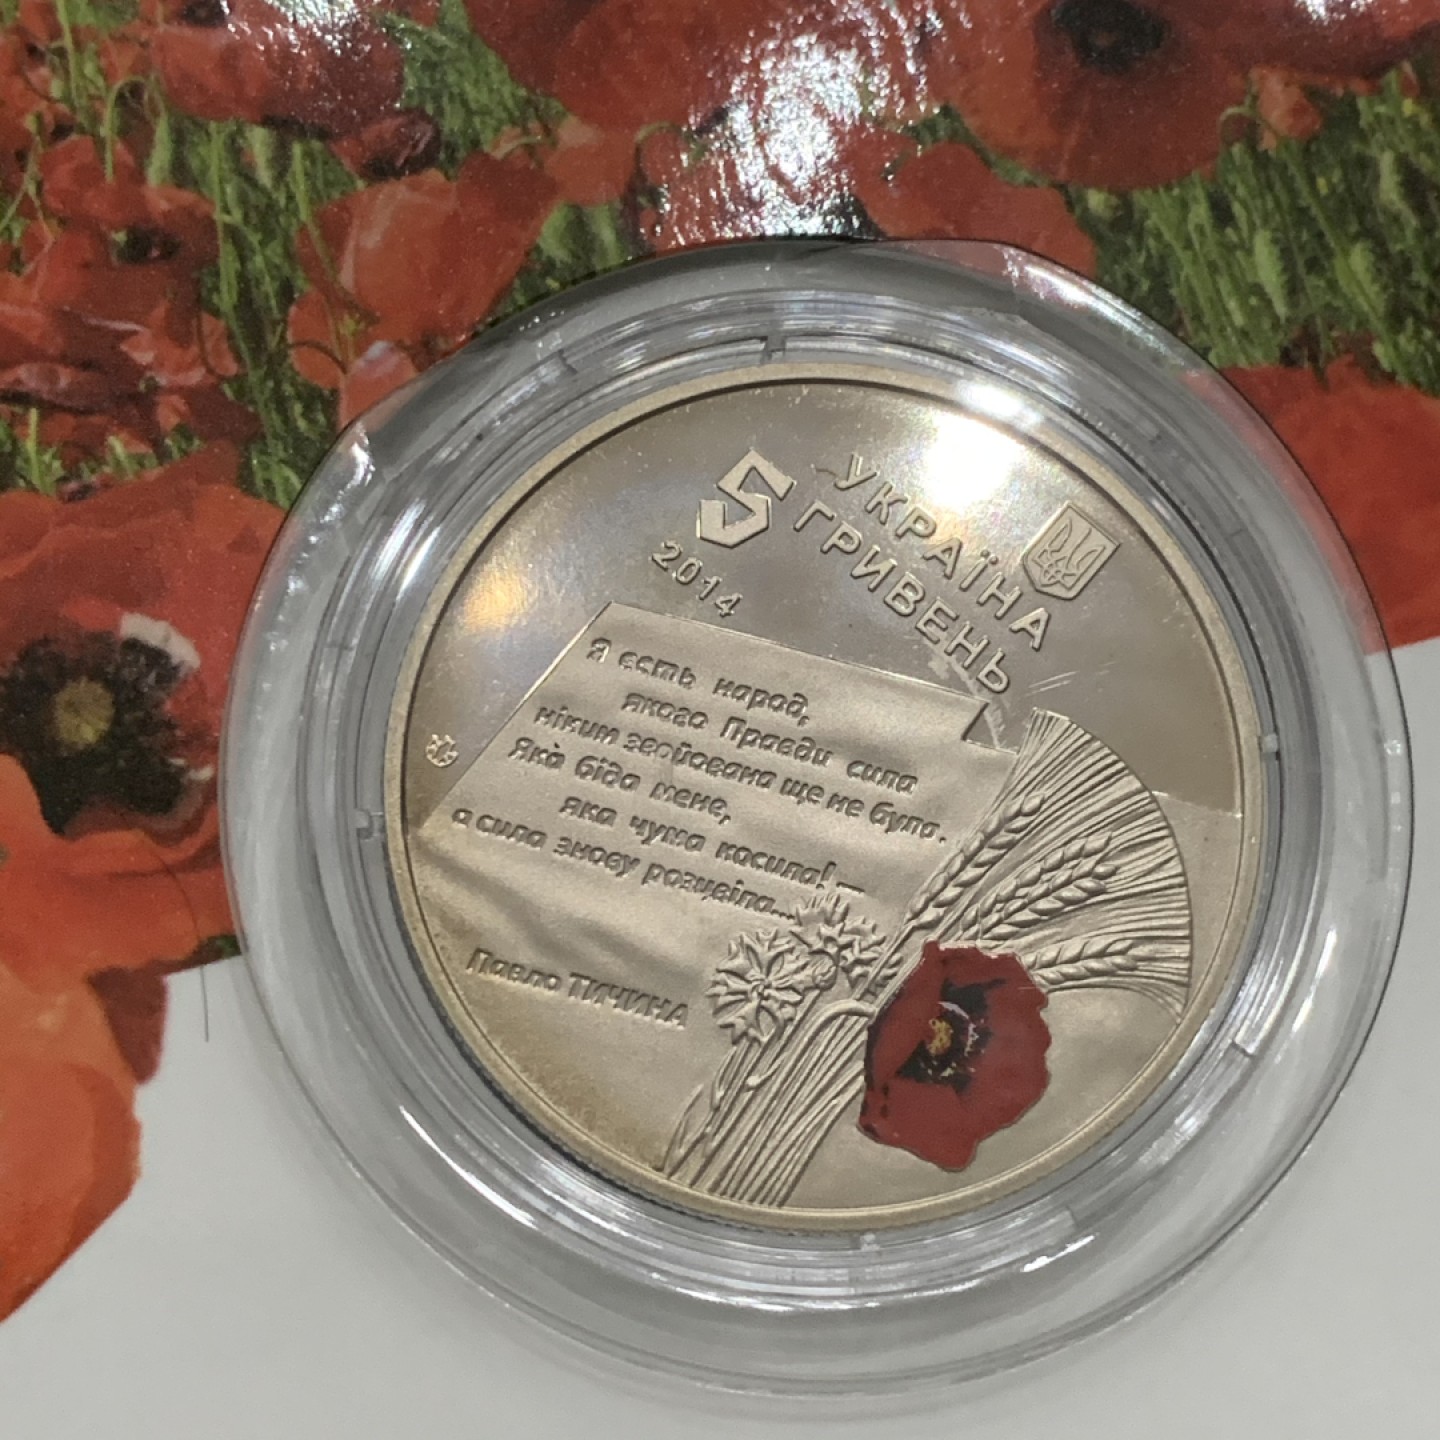 5 УКРАЇНА
ГРИВЕНЬ
2014
Я єсть народ,
якого Правди сила
ніким звойована ще не була.
Яка біда мене,
яка чума косила! —
а сила знову розцвіла...
Павло ТИЧИНА